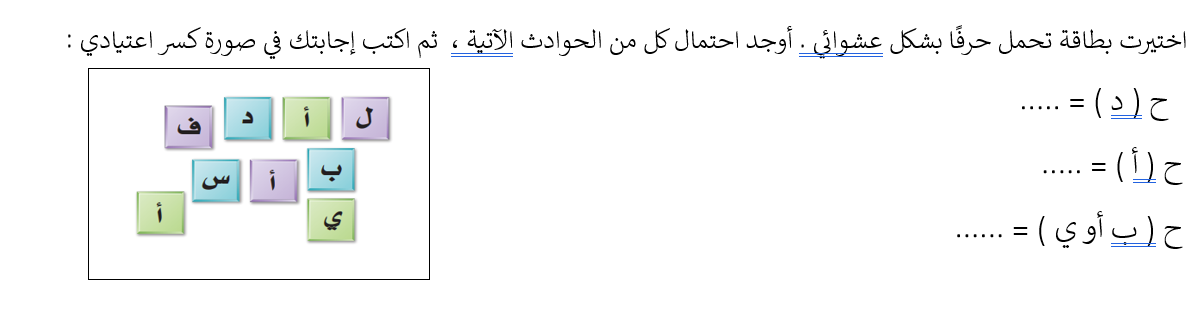 اختيرت بطاقة تحمل حرفًا بشكل عشوائي . أوجد احتمال كل من الحوادث الآتية ، ثم اكتب إجابتك في صورة كسر اعتيادي :
ح ( د ) = .....
ح ( أ ) = .....
ح ( ب أو ي ) = ......
ل أ د ف
ب أ س
ي أ